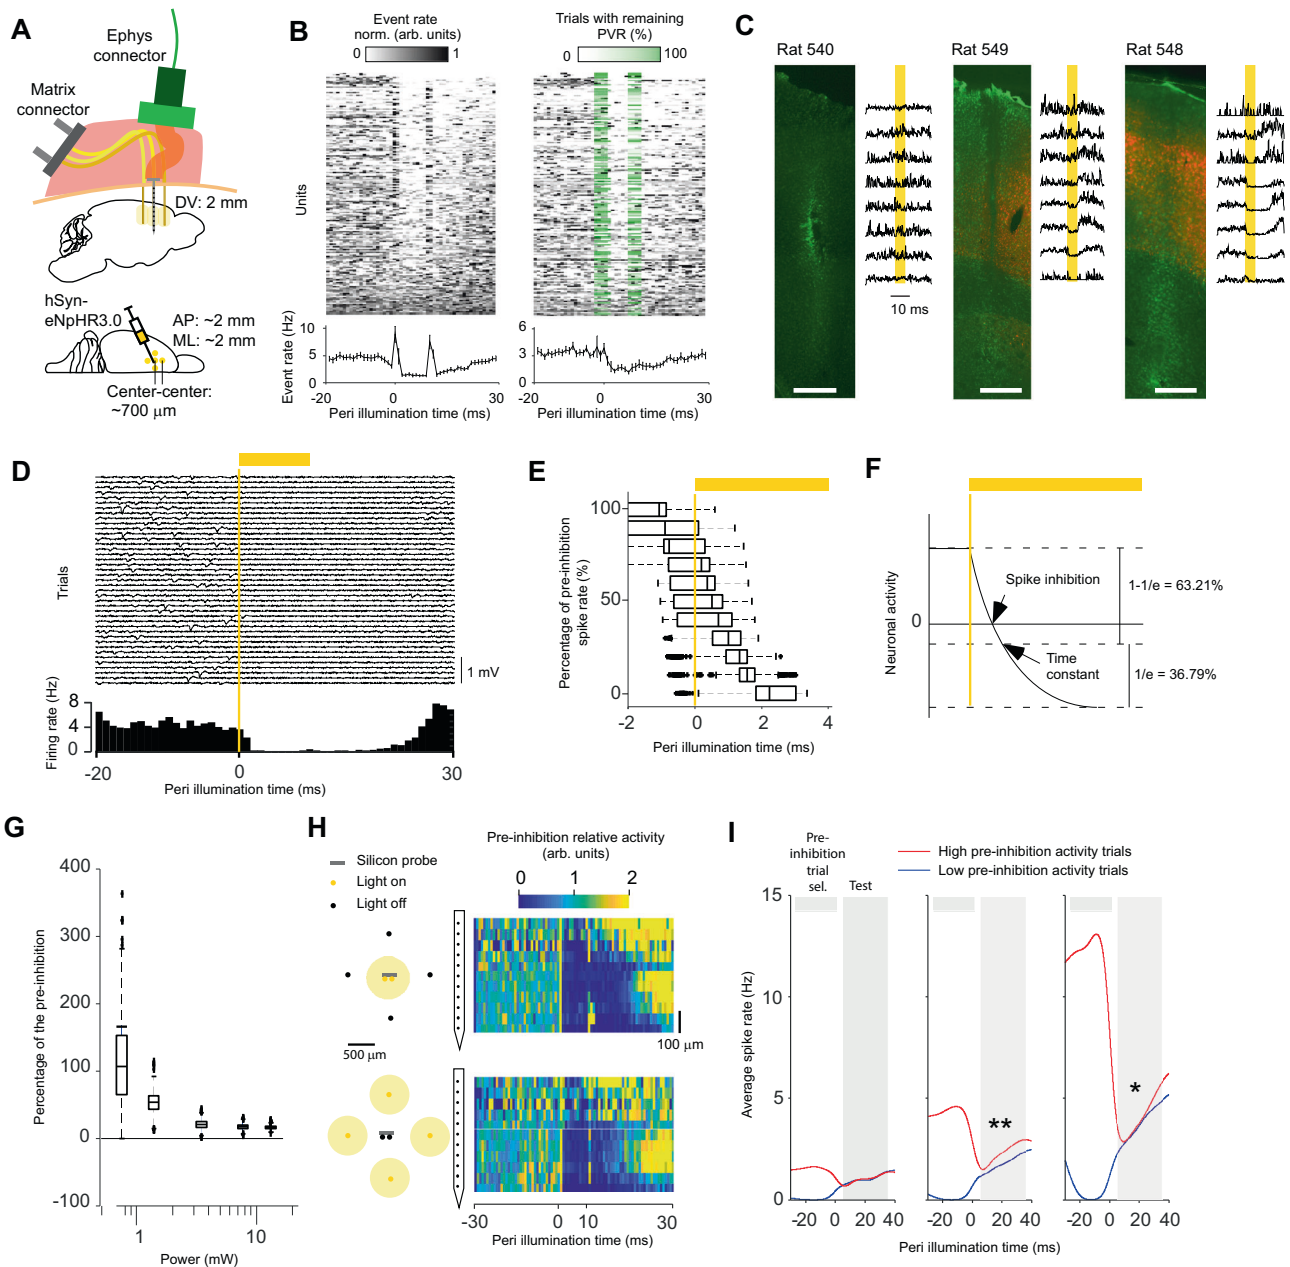 A
Ephys
connector
Matrix
connector
DV: 2 mm
hSyn-
eNpHR3.0
AP: ~2 mm
ML: ~2 mm
Center-center:
~700 µm
B
Event rate
norm. (arb. units)
0 1
Trials with remaining
PVR (%)
0 100
Units
Event rate (Hz)
10
5
0
-20 0 30
Peri illumination time (ms)
6
3
0
-20 0 30
Peri illumination time (ms)
C
Rat 540
Rat 549
Rat 548
10 ms
D
Trials
1 mV
Firing rate (Hz)
8
4
0
-20 0 30
Peri illumination time (ms)
E
Percentage of pre-inhibition
spike rate (%)
100
50
0
-2 0 2 4
Peri illumination time (ms)
F
Neuronal activity
0
Spike inhibition
Time
constant
1-1/e = 63.21%
1/e = 36.79%
G
Percentage of the pre-inhibition
400
300
200
100
0
-100
1 10
Power (mW)
H
Silicon probe
Light on
Light off
500 µm
Pre-inhibition relative activity
(arb. units)
0 1 2
100 µm
-30 0 10 30
Peri illumination time (ms)
I
Pre-
inhibition
trial
sel.
Test
High pre-inhibition activity trials
Low pre-inhibition activity trials
Average spike rate (Hz)
15
10
5
0
**
*
-20 0 20 40
-20 0 20 40
-20 0 20 40
Peri illumination time (ms)